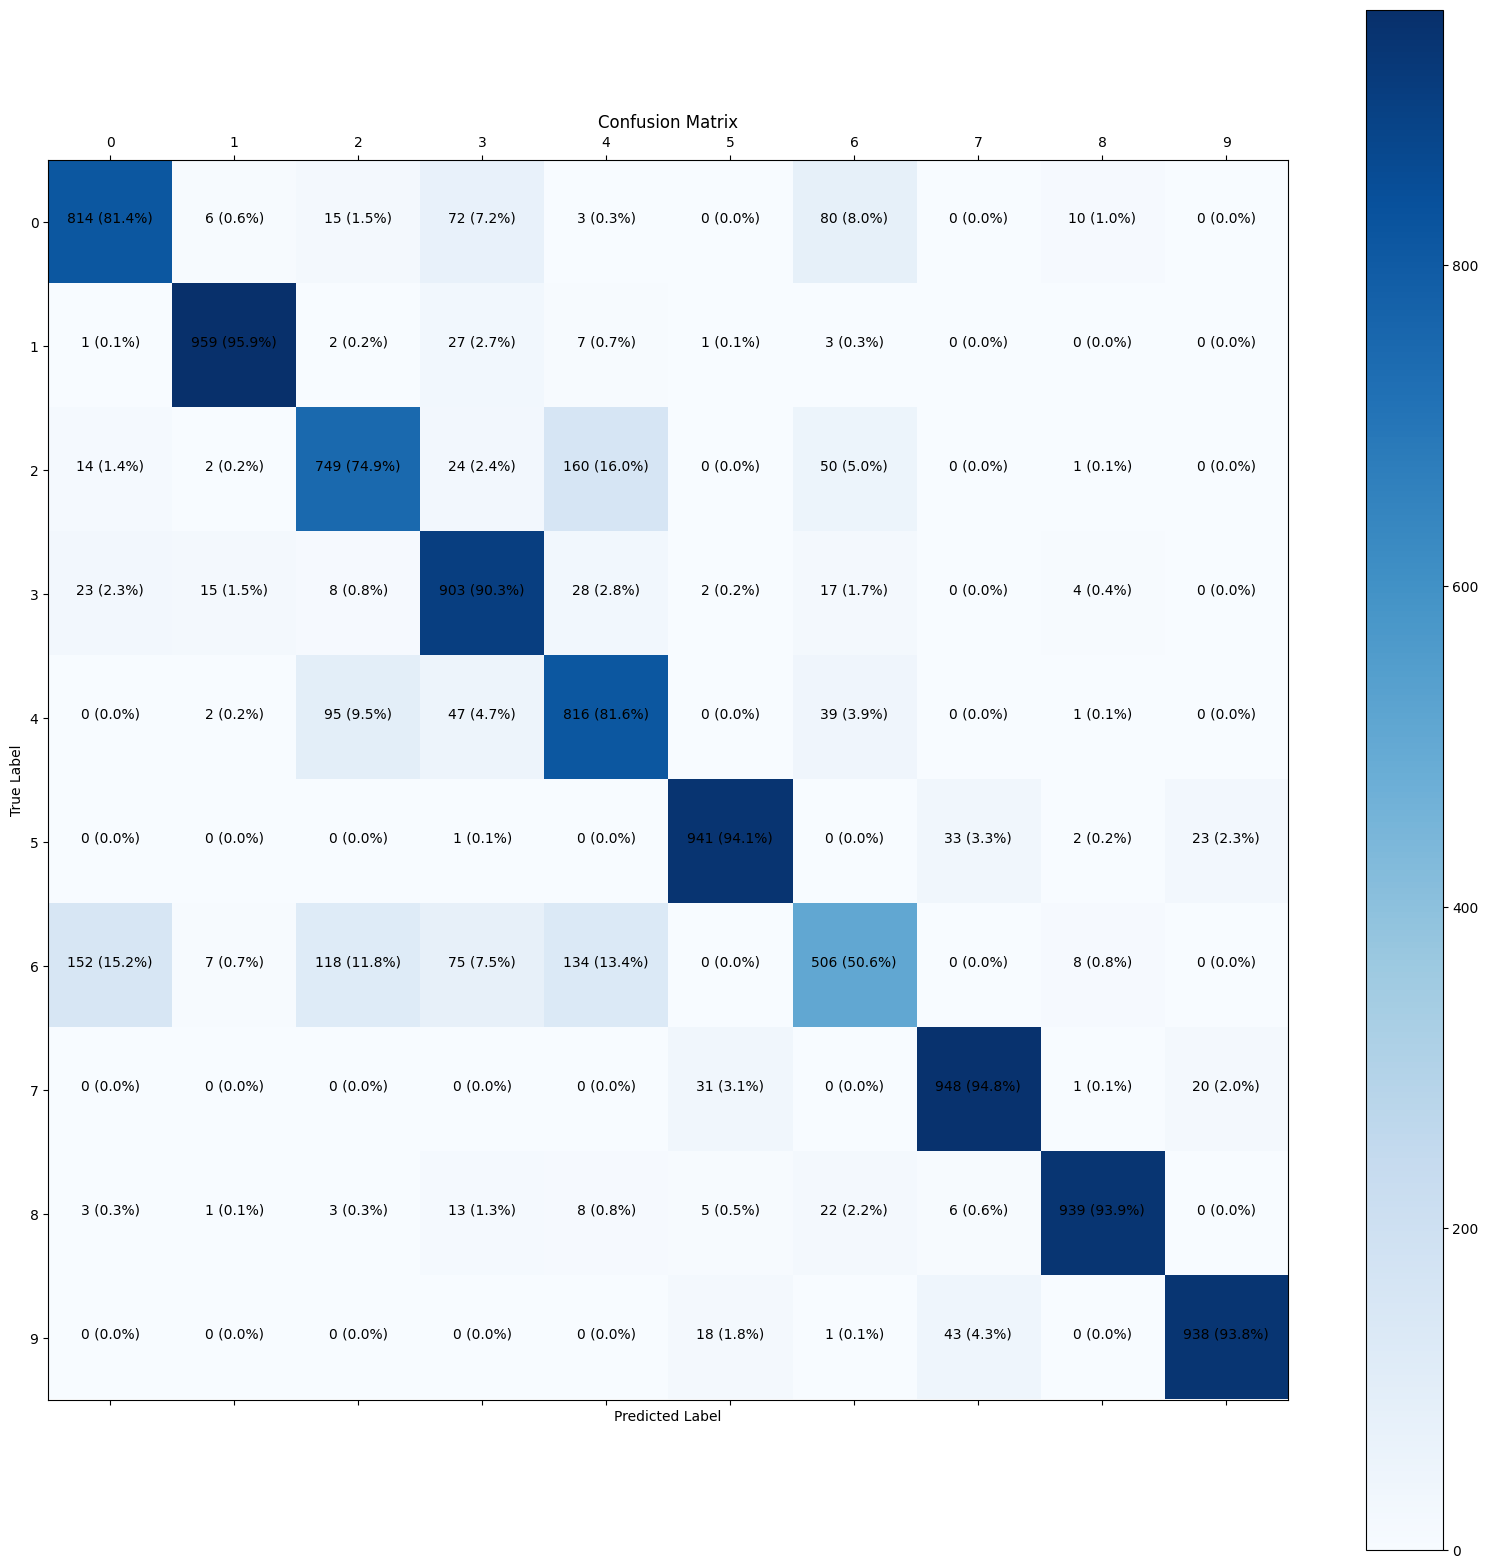 Confusion Matrix
0 1 2 3 4 5 6 7 8 9
0 814 (81.4%) 6 (0.6%) 15 (1.5%) 72 (7.2%) 3 (0.3%) 0 (0.0%) 80 (8.0%) 0 (0.0%) 10 (1.0%) 0 (0.0%)
800
1 1 (0.1%) 959 (95.9%) 2 (0.2%) 27 (2.7%) 7 (0.7%) 1 (0.1%) 3 (0.3%) 0 (0.0%) 0 (0.0%) 0 (0.0%)
2 14 (1.4%) 2 (0.2%) 749 (74.9%) 24 (2.4%) 160 (16.0%) 0 (0.0%) 50 (5.0%) 0 (0.0%) 1 (0.1%) 0 (0.0%)
3 23 (2.3%) 15 (1.5%) 8 (0.8%) 903 (90.3%) 28 (2.8%) 2 (0.2%) 17 (1.7%) 0 (0.0%) 4 (0.4%) 0 (0.0%)
600
4 0 (0.0%) 2 (0.2%) 95 (9.5%) 47 (4.7%) 816 (81.6%) 0 (0.0%) 39 (3.9%) 0 (0.0%) 1 (0.1%) 0 (0.0%)
True Label
5 0 (0.0%) 0 (0.0%) 0 (0.0%) 1 (0.1%) 0 (0.0%) 941 (94.1%) 0 (0.0%) 33 (3.3%) 2 (0.2%) 23 (2.3%)
400
6 152 (15.2%) 7 (0.7%) 118 (11.8%) 75 (7.5%) 134 (13.4%) 0 (0.0%) 506 (50.6%) 0 (0.0%) 8 (0.8%) 0 (0.0%)
7 0 (0.0%) 0 (0.0%) 0 (0.0%) 0 (0.0%) 0 (0.0%) 31 (3.1%) 0 (0.0%) 948 (94.8%) 1 (0.1%) 20 (2.0%)
8 3 (0.3%) 1 (0.1%) 3 (0.3%) 13 (1.3%) 8 (0.8%) 5 (0.5%) 22 (2.2%) 6 (0.6%) 939 (93.9%) 0 (0.0%)
200
9 0 (0.0%) 0 (0.0%) 0 (0.0%) 0 (0.0%) 0 (0.0%) 18 (1.8%) 1 (0.1%) 43 (4.3%) 0 (0.0%) 938 (93.8%)
Predicted Label
0